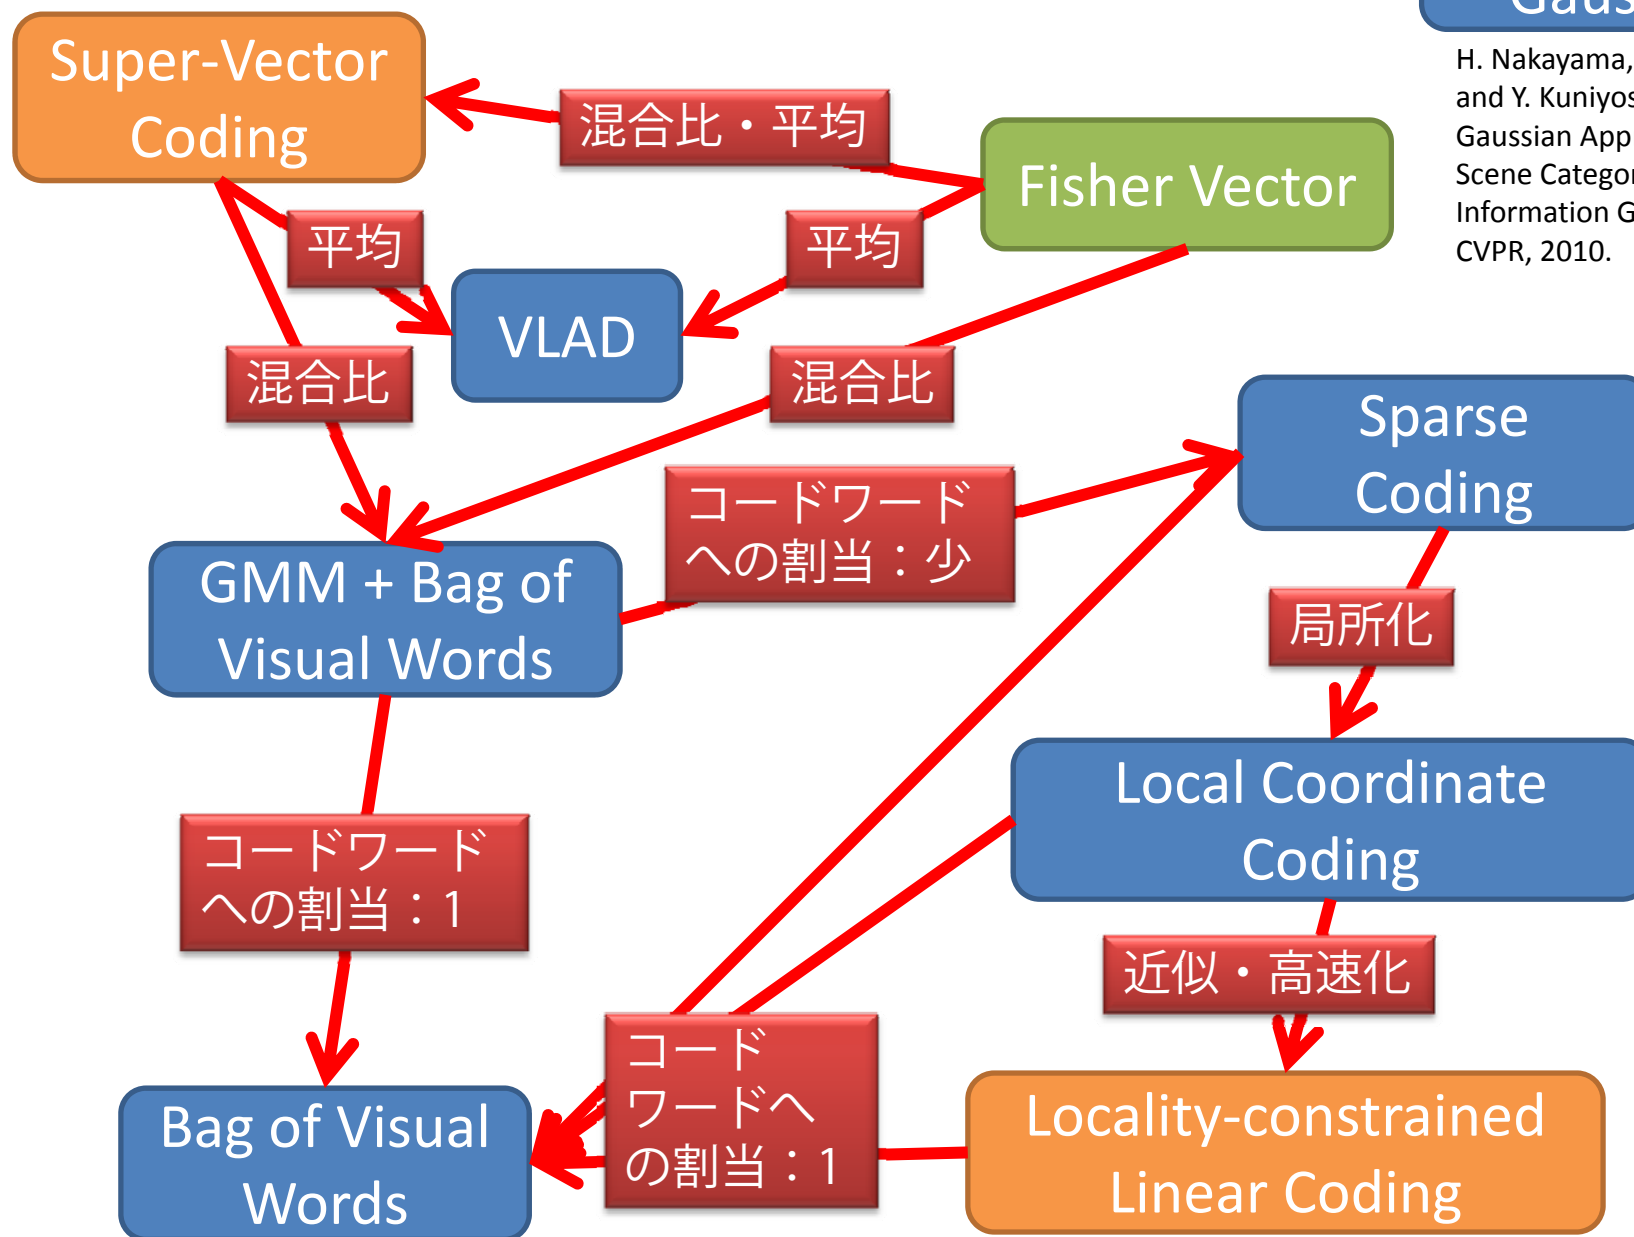 Super-Vector
Coding
混合比・平均
Fisher Vector
H. Nakayama,
and Y.
Gaussian
Scene
Information
CVPR, 2010.
平均
平均
VLAD
混合比
混合比
Sparse
Coding
コードワード
への割当：少
GMM + Bag of
Visual Words
局所化
Local Coordinate
Coding
コードワード
への割当：1
近似・高速化
コード
ワードへ
の割当：1
Bag of Visual
Words
Locality-constrained
Linear Coding